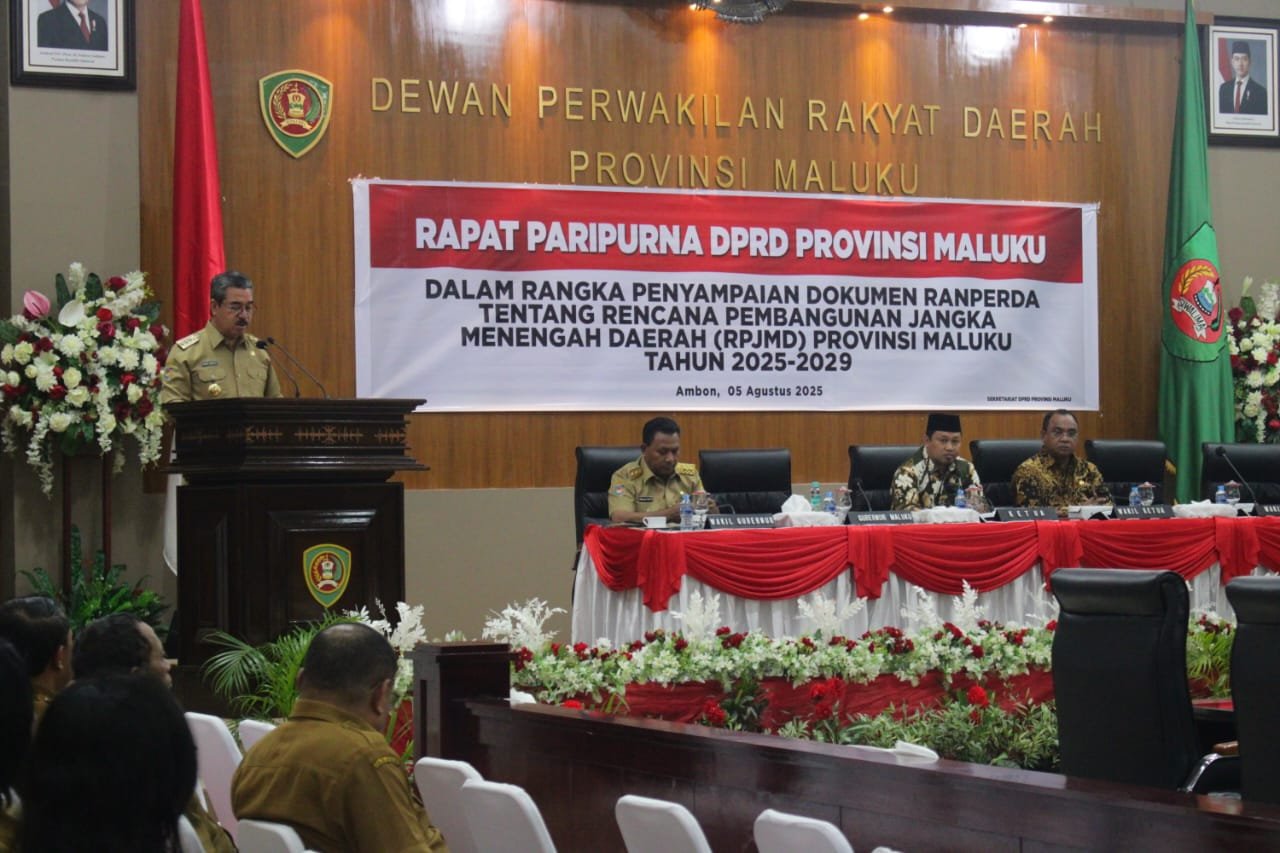 DEWAN PERWAKILAN RAKYAT DAERAH
PROVINSI MALUKU
RAPAT PARIPURNA DPRD PROVINSI MALUKU
DALAM RANGKA PENYAMPAIAN DOKUMEN RANPERDA
TENTANG RENCANA PEMBANGUNAN JANGKA
MENENGAH DAERAH (RPJMD) PROVINSI MALUKU
TAHUN 2025-2029
Ambon, 05 Agustus 2025
SEKRETARIAT DPRD PROVINSI MALUKU
SIWALIMA
WAKIL GUBERNUR
GUBERNUR MALUKU
KETUA
WAKIL KETUA